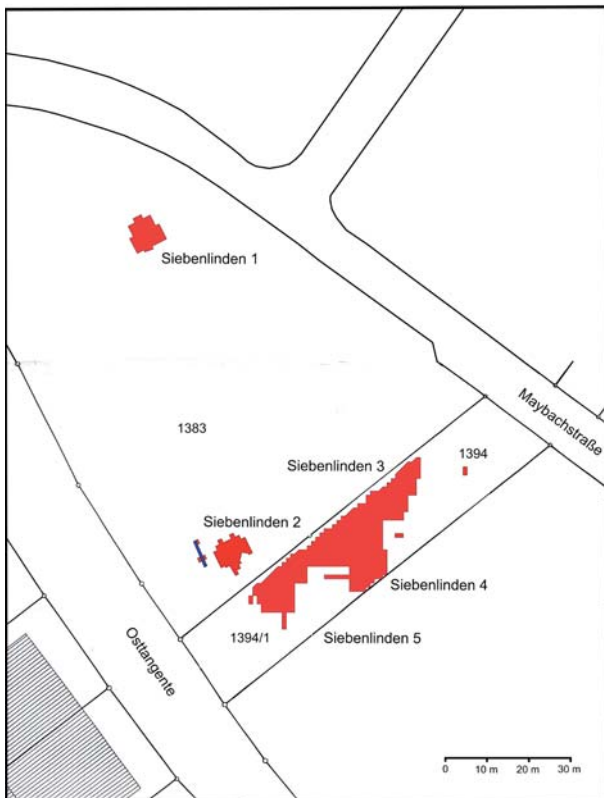 Siebenlinden 1
Maybachstraße
1383
Siebenlinden 3
1394
Siebenlinden 2
Siebenlinden 4
1394/1
Siebenlinden 5
Osttangente
0 10 m 20 m 30 m